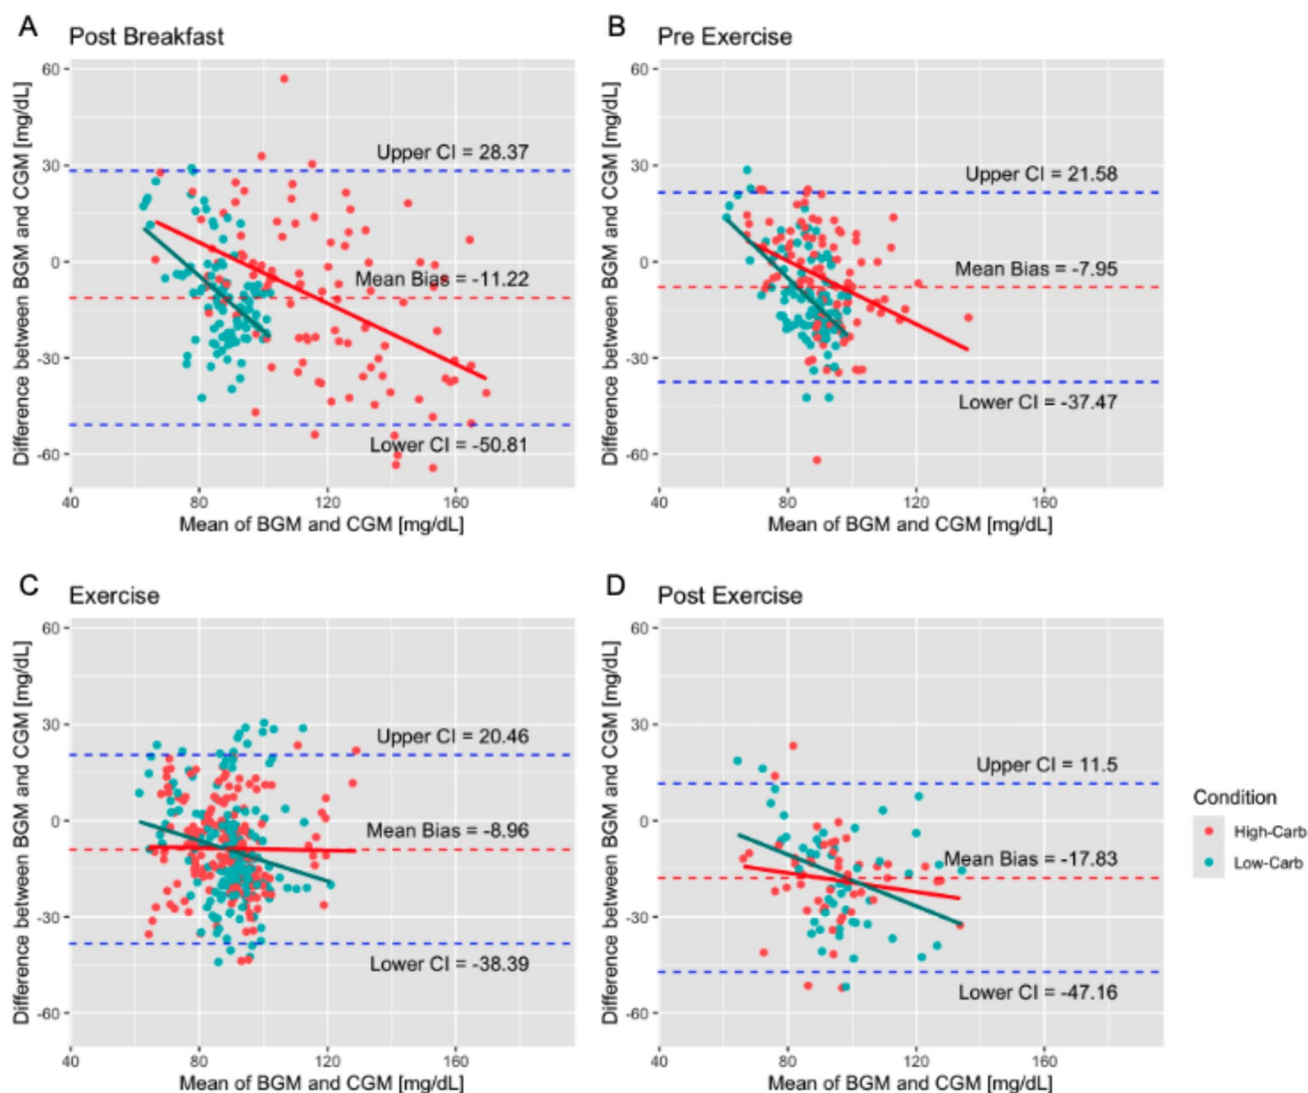 A
Post Breakfast
Difference between BGM and CGM [mg/dL]
60
30
0
-30
-60
Upper CI = 28.37
Mean Bias = -11.22
Lower CI = -50.81
40
80
120
160
Mean of BGM and CGM [mg/dL]
B
Pre Exercise
Difference between BGM and CGM [mg/dL]
60
30
0
-30
-60
Upper CI = 21.58
Mean Bias = -7.95
Lower CI = -37.47
40
80
120
160
Mean of BGM and CGM [mg/dL]
C
Exercise
Difference between BGM and CGM [mg/dL]
60
30
0
-30
-60
Upper CI = 20.46
Mean Bias = -8.96
Lower CI = -38.39
40
80
120
160
Mean of BGM and CGM [mg/dL]
D
Post Exercise
Difference between BGM and CGM [mg/dL]
60
30
0
-30
-60
Upper CI = 11.5
Mean Bias = -17.83
Lower CI = -47.16
40
80
120
160
Mean of BGM and CGM [mg/dL]
Condition
High-Carb
Low-Carb